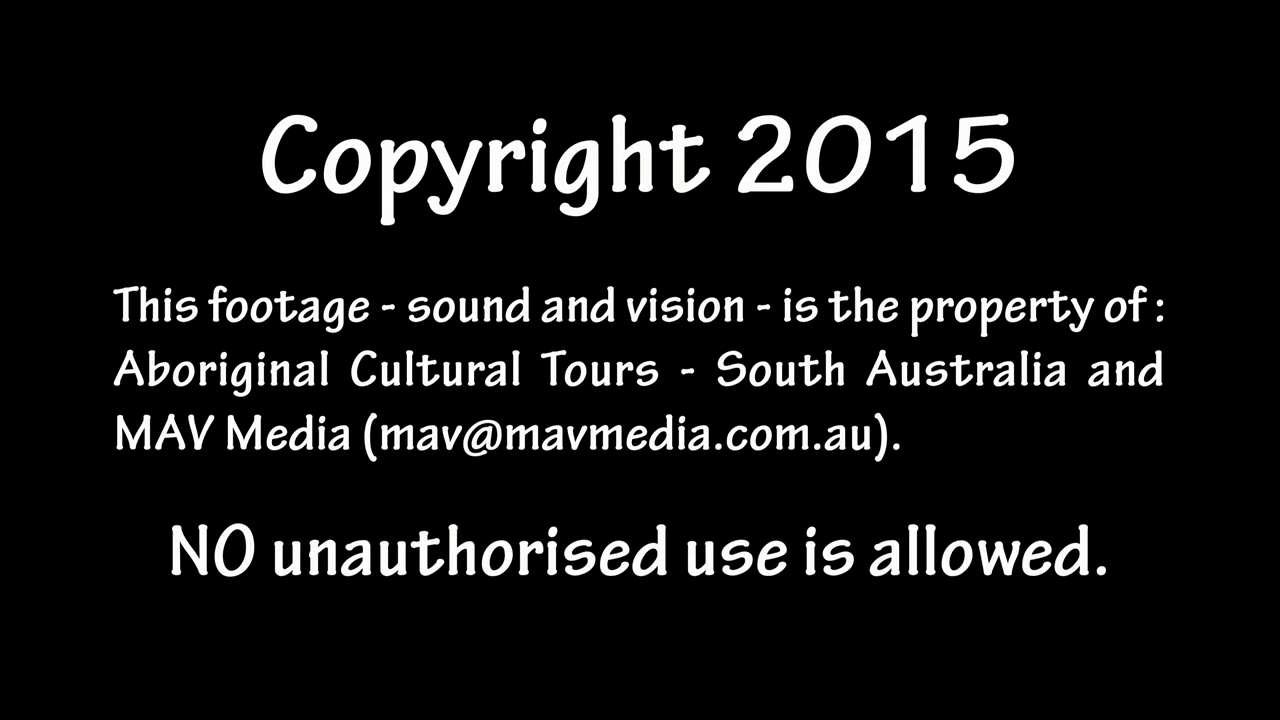 Copyright 2015
This footage - sound and vision - is the property of :
Aboriginal Cultural Tours - South Australia and
MAV Media (mav@mavmedia.com.au).
NO unauthorised use is allowed.